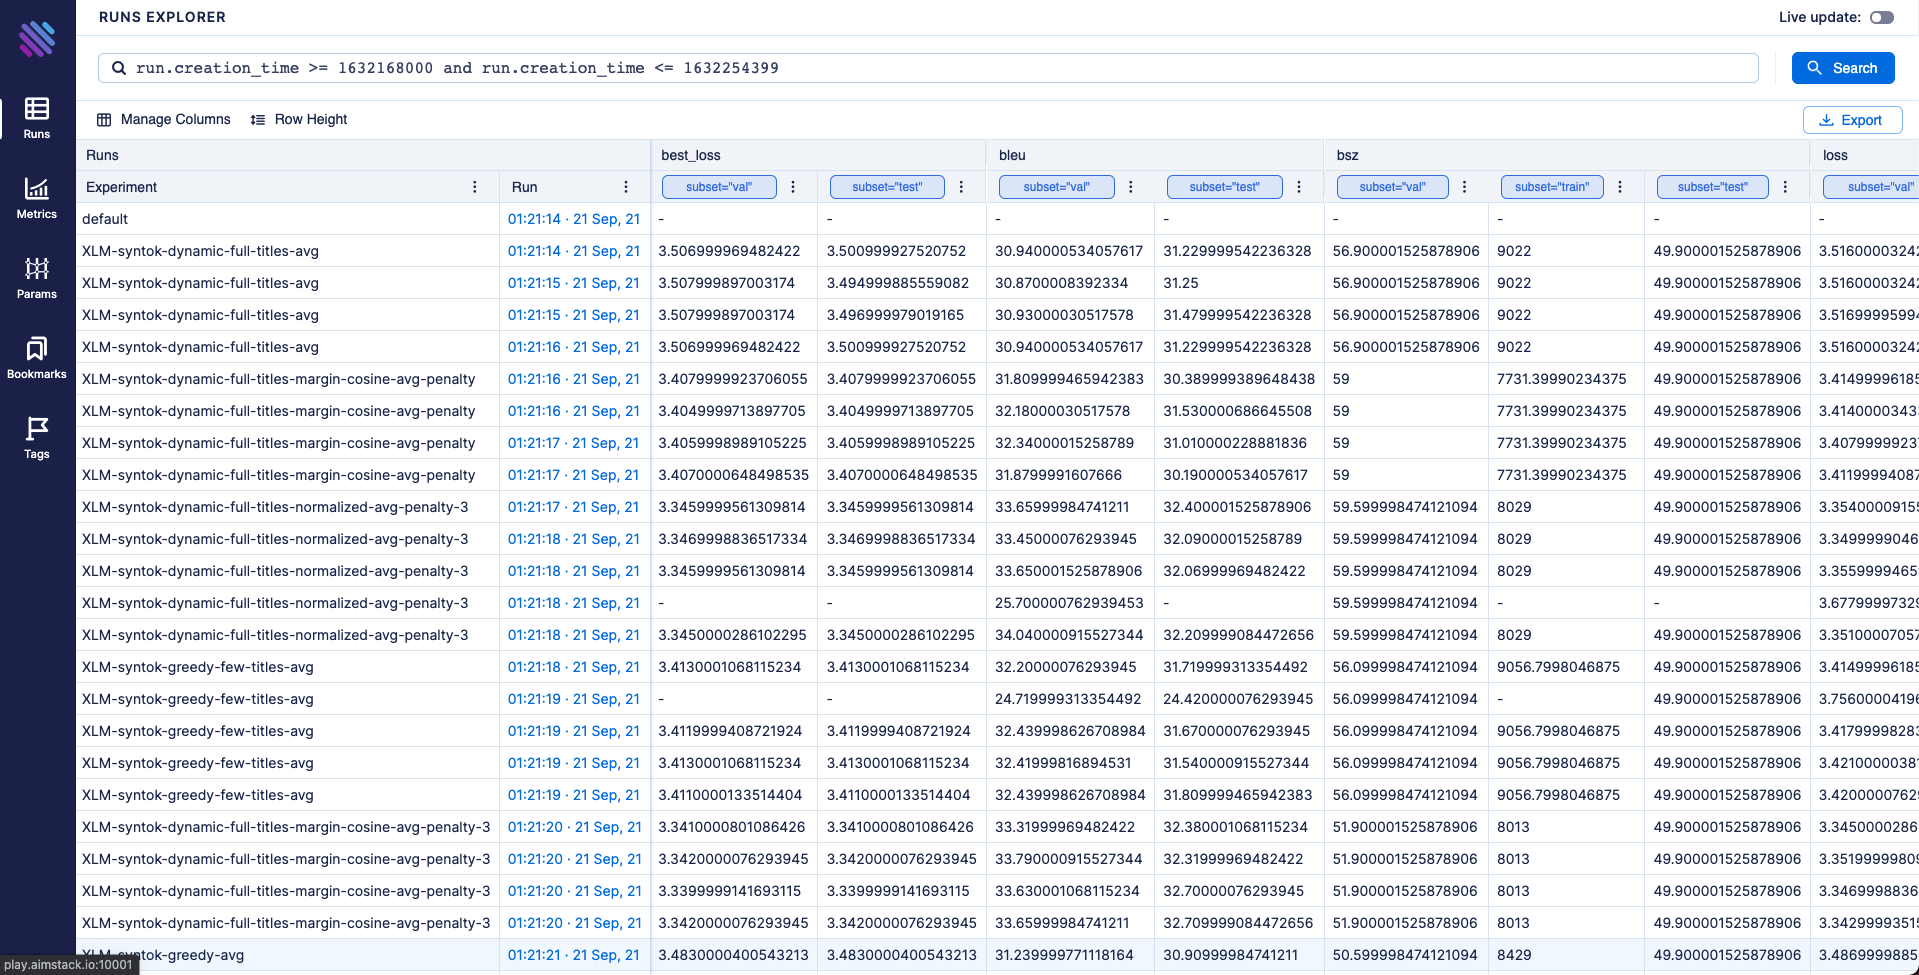 RUNS EXPLORER
Live update:
run.creation_time >= 1632168000 and run.creation_time <= 1632254399
Search
Runs
Metrics
Params
Bookmarks
Tags
Manage Columns Row Height
Export
Runs best_loss bleu bsz loss
Experiment Run subset="val" subset="test" subset="val" subset="test" subset="val" subset="train" subset="test" subset="val"
default 01:21:14 · 21 Sep, 21 - - - - - - - -
XLM-syntok-dynamic-full-titles-avg 01:21:14 · 21 Sep, 21 3.506999969482422 3.500999927520752 30.940000534057617 31.229999542236328 56.900001525878906 9022 49.900001525878906 3.51600003242
XLM-syntok-dynamic-full-titles-avg 01:21:15 · 21 Sep, 21 3.507999897003174 3.494999885559082 30.8700008392334 31.25 56.900001525878906 9022 49.900001525878906 3.51600003242
XLM-syntok-dynamic-full-titles-avg 01:21:15 · 21 Sep, 21 3.507999897003174 3.496999979019165 30.93000030517578 31.479999542236328 56.900001525878906 9022 49.900001525878906 3.51699995994
XLM-syntok-dynamic-full-titles-avg 01:21:16 · 21 Sep, 21 3.506999969482422 3.500999927520752 30.940000534057617 31.229999542236328 56.900001525878906 9022 49.900001525878906 3.51600003242
XLM-syntok-dynamic-full-titles-margin-cosine-avg-penalty 01:21:16 · 21 Sep, 21 3.4079999923706055 3.4079999923706055 31.809999465942383 30.389999389648438 59 7731.39990234375 49.900001525878906 3.41499996185
XLM-syntok-dynamic-full-titles-margin-cosine-avg-penalty 01:21:16 · 21 Sep, 21 3.4049999713897705 3.4049999713897705 32.18000030517578 31.530000686645508 59 7731.39990234375 49.900001525878906 3.41400003433
XLM-syntok-dynamic-full-titles-margin-cosine-avg-penalty 01:21:17 · 21 Sep, 21 3.4059998989105225 3.4059998989105225 32.34000015258789 31.010000228881836 59 7731.39990234375 49.900001525878906 3.40799999237
XLM-syntok-dynamic-full-titles-margin-cosine-avg-penalty 01:21:17 · 21 Sep, 21 3.4070000648498535 3.4070000648498535 31.8799991607666 30.190000534057617 59 7731.39990234375 49.900001525878906 3.41199994087
XLM-syntok-dynamic-full-titles-normalized-avg-penalty-3 01:21:17 · 21 Sep, 21 3.3459999561309814 3.3459999561309814 33.65999984741211 32.400001525878906 59.599998474121094 8029 49.900001525878906 3.35400009155
XLM-syntok-dynamic-full-titles-normalized-avg-penalty-3 01:21:18 · 21 Sep, 21 3.3469998836517334 3.3469998836517334 33.45000076293945 32.09000015258789 59.599998474121094 8029 49.900001525878906 3.3499999046
XLM-syntok-dynamic-full-titles-normalized-avg-penalty-3 01:21:18 · 21 Sep, 21 3.3459999561309814 3.3459999561309814 33.650001525878906 32.06999969482422 59.599998474121094 8029 49.900001525878906 3.35599994659
XLM-syntok-dynamic-full-titles-normalized-avg-penalty-3 01:21:18 · 21 Sep, 21 - - 25.700000762939453 - 59.599998474121094 - - 3.67799997329
XLM-syntok-dynamic-full-titles-normalized-avg-penalty-3 01:21:18 · 21 Sep, 21 3.3450000286102295 3.3450000286102295 34.040000915527344 32.209999084472656 59.599998474121094 8029 49.900001525878906 3.35100007057
XLM-syntok-greedy-few-titles-avg 01:21:18 · 21 Sep, 21 3.4130001068115234 3.4130001068115234 32.20000076293945 31.719999313354492 56.099998474121094 9056.7998046875 49.900001525878906 3.41499996185
XLM-syntok-greedy-few-titles-avg 01:21:19 · 21 Sep, 21 - - 24.719999313354492 24.420000076293945 56.099998474121094 - 49.900001525878906 3.75600004196
XLM-syntok-greedy-few-titles-avg 01:21:19 · 21 Sep, 21 3.4119999408721924 3.4119999408721924 32.439998626708984 31.670000076293945 56.099998474121094 9056.7998046875 49.900001525878906 3.41799998283
XLM-syntok-greedy-few-titles-avg 01:21:19 · 21 Sep, 21 3.4130001068115234 3.4130001068115234 32.41999816894531 31.540000915527344 56.099998474121094 9056.7998046875 49.900001525878906 3.42100000381
XLM-syntok-greedy-few-titles-avg 01:21:19 · 21 Sep, 21 3.4110000133514404 3.4110000133514404 32.439998626708984 31.809999465942383 56.099998474121094 9056.7998046875 49.900001525878906 3.42000007629
XLM-syntok-dynamic-full-titles-margin-cosine-avg-penalty-3 01:21:20 · 21 Sep, 21 3.3410000801086426 3.3410000801086426 33.31999969482422 32.380001068115234 51.900001525878906 8013 49.900001525878906 3.3450000286
XLM-syntok-dynamic-full-titles-margin-cosine-avg-penalty-3 01:21:20 · 21 Sep, 21 3.3420000076293945 3.3420000076293945 33.790000915527344 32.31999969482422 51.900001525878906 8013 49.900001525878906 3.35199999809
XLM-syntok-dynamic-full-titles-margin-cosine-avg-penalty-3 01:21:20 · 21 Sep, 21 3.3399999141693115 3.3399999141693115 33.630001068115234 32.70000076293945 51.900001525878906 8013 49.900001525878906 3.3469998836
XLM-syntok-dynamic-full-titles-margin-cosine-avg-penalty-3 01:21:20 · 21 Sep, 21 3.3420000076293945 3.3420000076293945 33.65999984741211 32.709999084472656 51.900001525878906 8013 49.900001525878906 3.34299993515
XLM-syntok-greedy-avg 01:21:21 · 21 Sep, 21 3.4830000400543213 3.4830000400543213 31.239999771118164 30.90999984741211 50.599998474121094 8429 49.900001525878906 3.4869999885
play.aimstack.io:10001